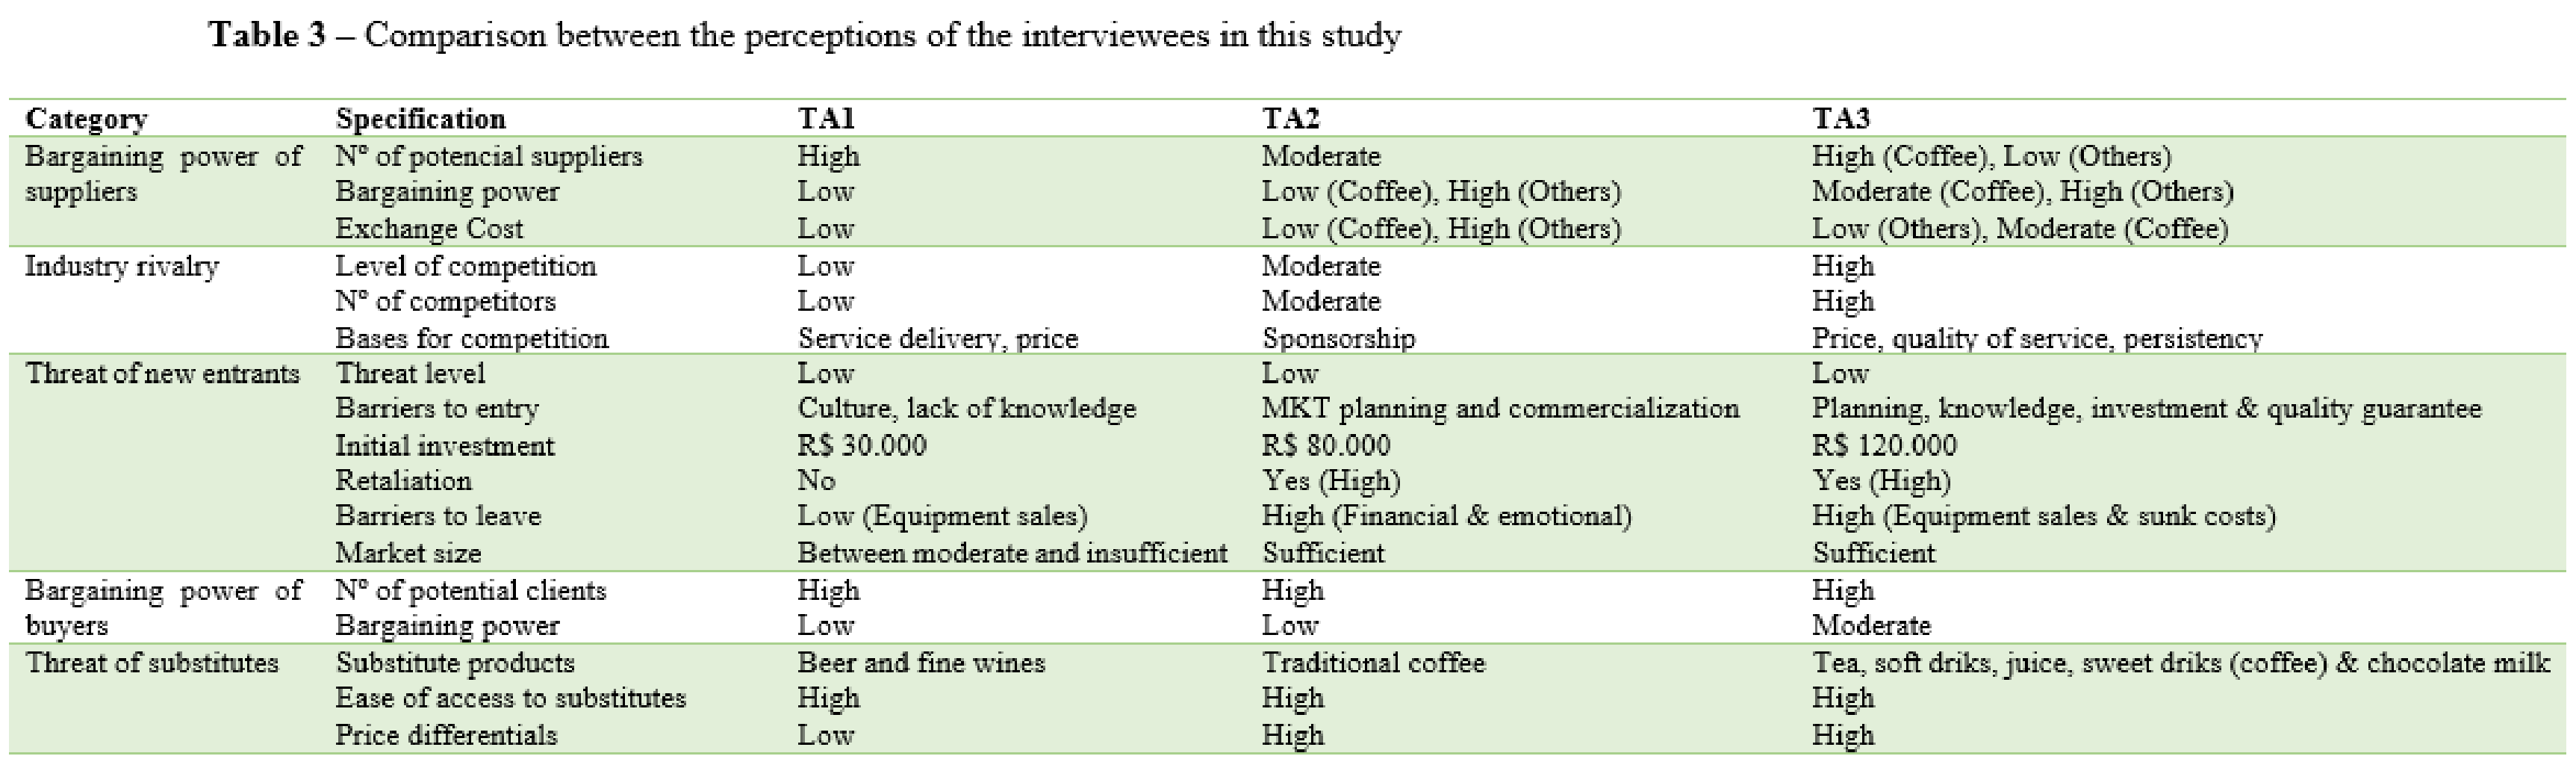 Table 3 – Comparison between the perceptions of the interviewees in this study
Category Specification TA1 TA2 TA3
Bargaining power of Nº of potencial suppliers High Moderate High (Coffee), Low (Others)
suppliers Bargaining power Low Low (Coffee), High (Others) Moderate (Coffee), High (Others)
Exchange Cost Low Low (Coffee), High (Others) Low (Others), Moderate (Coffee)
Industry rivalry Level of competition Low Moderate High
Nº of competitors Low Moderate High
Bases for competition Service delivery, price Sponsorship Price, quality of service, persistency
Threat of new entrants Threat level Low Low Low
Barriers to entry Culture, lack of knowledge MKT planning and commercialization Planning, knowledge, investment & quality guarantee
Initial investment R$ 30.000 R$ 80.000 R$ 120.000
Retaliation No Yes (High) Yes (High)
Barriers to leave Low (Equipment sales) High (Financial & emotional) High (Equipment sales & sunk costs)
Market size Between moderate and insufficient Sufficient Sufficient
Bargaining power of Nº of potential clients High High High
buyers Bargaining power Low Low Moderate
Threat of substitutes Substitute products Beer and fine wines Traditional coffee Tea, soft driks, juice, sweet driks (coffee) & chocolate milk
Ease of access to substitutes High High High
Price differentials Low High High